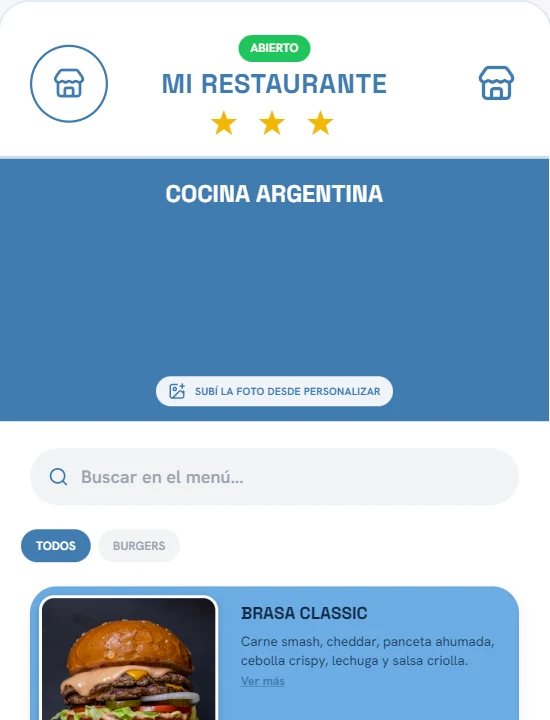 ABIERTO
MI RESTAURANTE
COCINA ARGENTINA
SUBÍ LA FOTO DESDE PERSONALIZAR
Buscar en el menú...
TODOS
BURGERS
BRASA CLASSIC
Carne smash, cheddar, panceta ahumada,
cebolla crispy, lechuga y salsa criolla.
Ver más